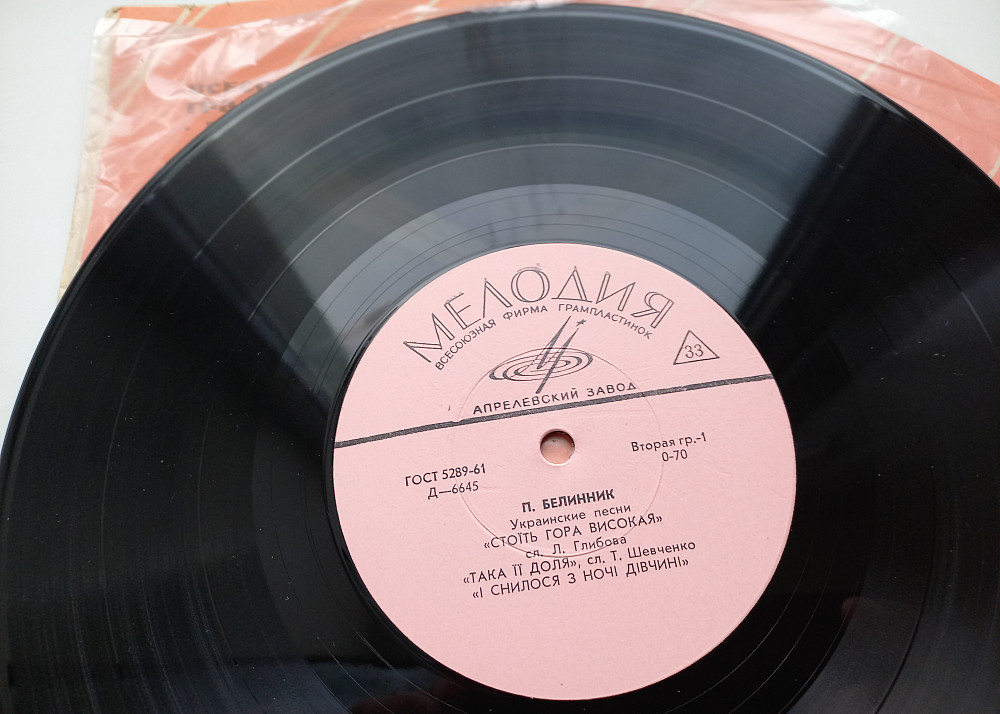 МЕЛОДИЯ
ВСЕСОЮЗНАЯ ФИРМА ГРАМПЛАСТИНОК
33
АПРЕЛЕВСКИЙ ЗАВОД
ГОСТ 5289-61
Д—6645
Вторая гр.-1
0-70
П. БЕЛИННИК
Украинские песни
«СТОЇТЬ ГОРА ВИСОКАЯ»
сл. Л. Глибова
«ТАКА ЇЇ ДОЛЯ», сл. Т. Шевченко
«І СНИЛОСЯ З НОЧІ ДІВЧИНІ»